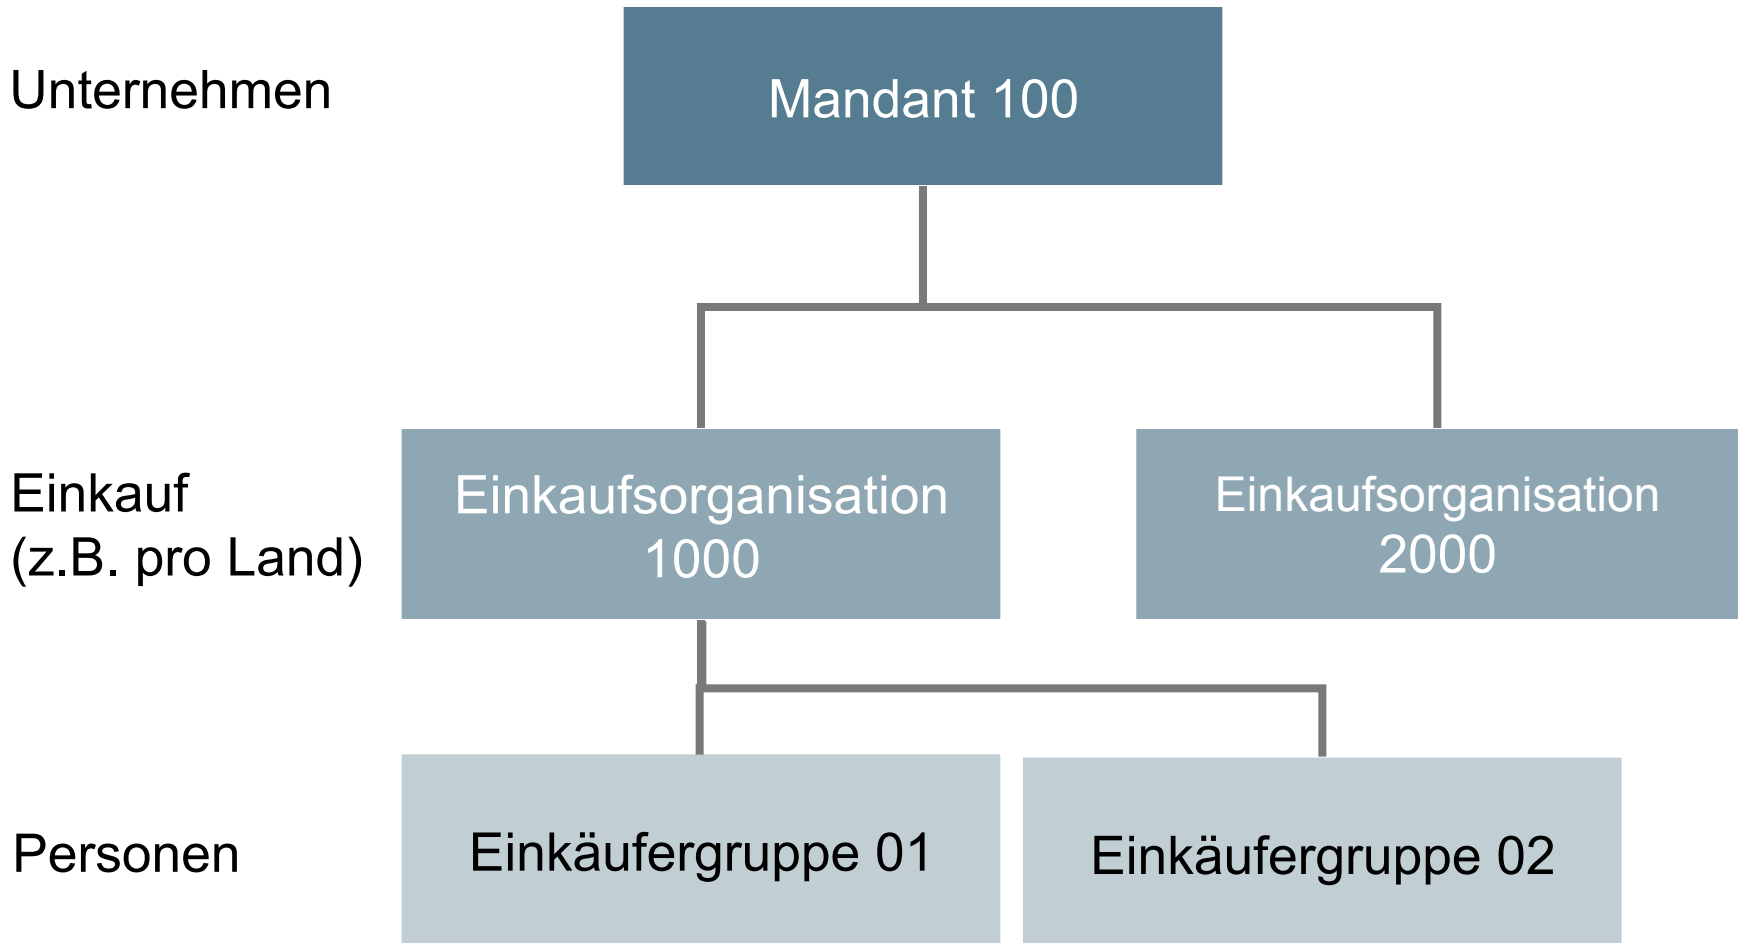 Unternehmen
Mandant 100
Einkauf
(z.B. pro Land)
Einkaufsorganisation
1000
Einkaufsorganisation
2000
Personen
Einkäufergruppe 01
Einkäufergruppe 02